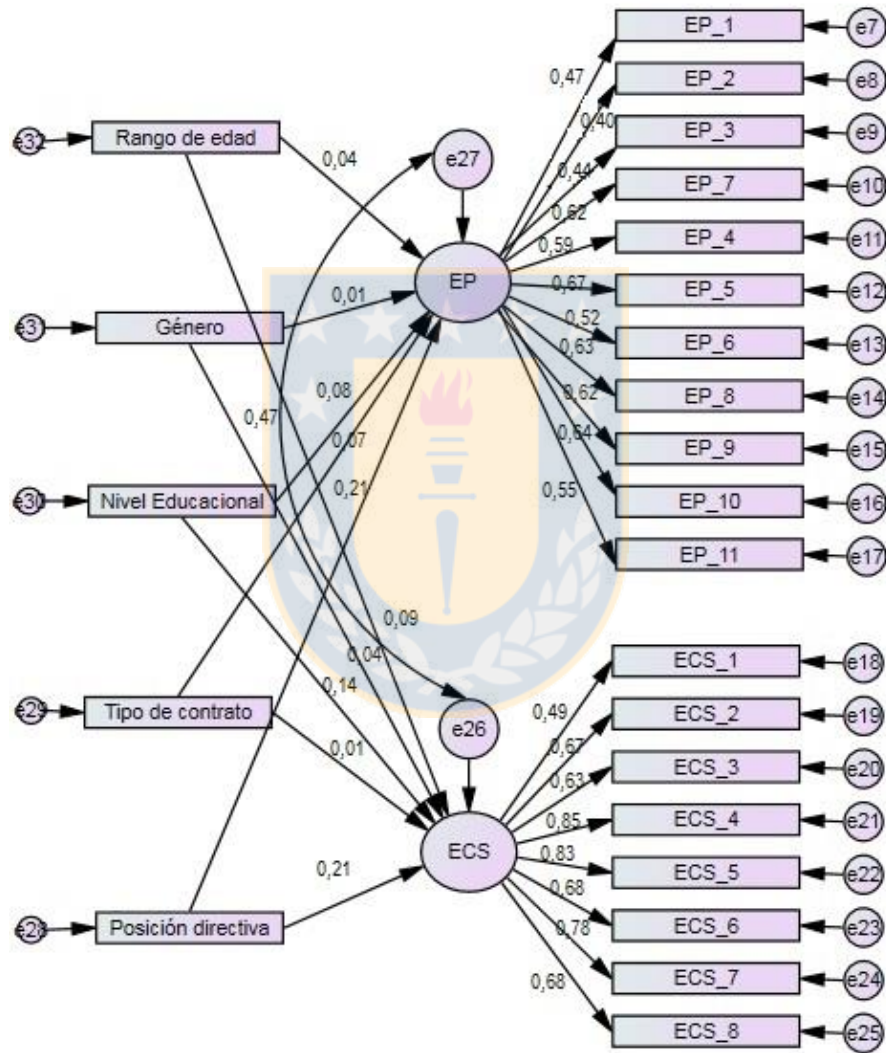 EP_1
e7
EP_2
e8
0,47
e32
Rango de edad
0,40
EP_3
e9
0,04
e27
0,44
EP_7
e10
0,62
EP_4
e11
0,59
EP
0,67
EP_5
e12
0,01
e31
Género
0,52
EP_6
e13
0,63
0,08
0,62
EP_8
e14
0,47
0,07
0,64
EP_9
e15
0,21
0,55
e30
Nivel Educacional
EP_10
e16
EP_11
e17
0,09
0,04
0,14
ECS_1
e18
e29
Tipo de contrato
0,01
e26
0,49
ECS_2
e19
0,67
0,63
ECS_3
e20
0,85
ECS_4
e21
ECS
0,83
0,21
0,68
ECS_5
e22
e28
Posición directiva
0,78
ECS_6
e23
0,68
ECS_7
e24
ECS_8
e25